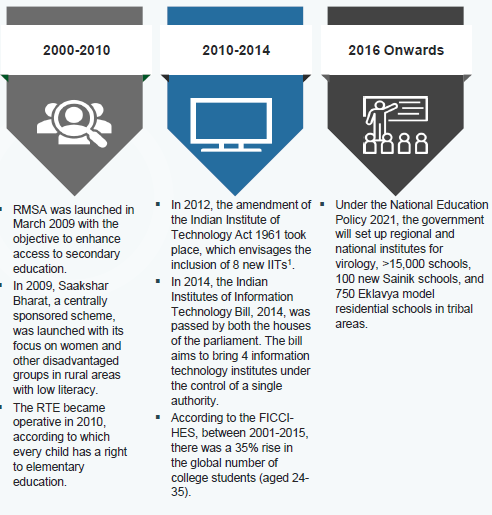 2000-2010
RMSA was launched in
March 2009 with the
objective to enhance
access to secondary
education.
In 2009, Saakshar
Bharat, a centrally
sponsored scheme,
was launched with its
focus on women and
other disadvantaged
groups in rural areas
with low literacy.
The RTE became
operative in 2010,
according to which
every child has a right
to elementary
education.
2010-2014
In 2012, the amendment of
the Indian Institute of
Technology Act 1961 took
place, which envisages the
inclusion of 8 new IITs¹.
In 2014, the Indian
Institutes of Information
Technology Bill, 2014, was
passed by both the houses
of the parliament. The bill
aims to bring 4 information
technology institutes under
the control of a single
authority.
According to the FICCI-
HES, between 2001-2015,
there was a 35% rise in
the global number of
college students (aged 24-
35).
2016 Onwards
Under the National Education
Policy 2021, the government
will set up regional and
national institutes for
virology, >15,000 schools,
100 new Sainik schools, and
750 Eklavya model
residential schools in tribal
areas.